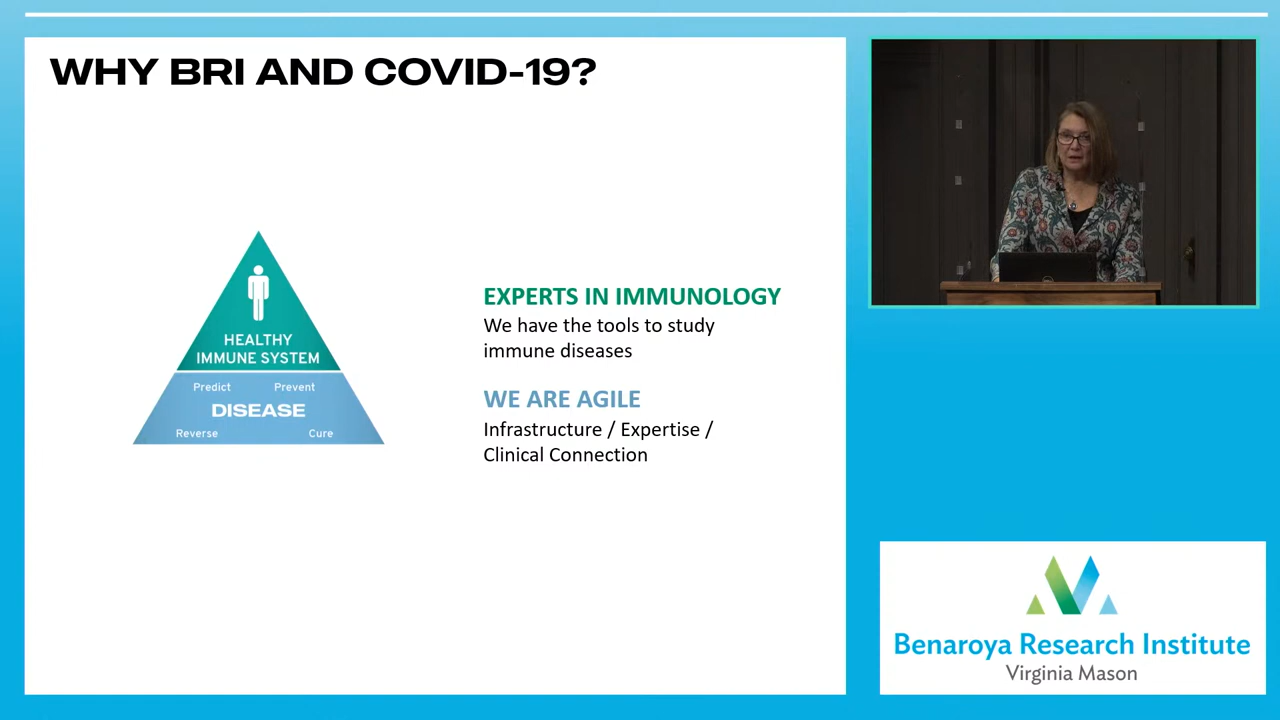 WHY BRI AND COVID-19?
HEALTHY
IMMUNE SYSTEM
Predict Prevent
DISEASE
Reverse Cure
EXPERTS IN IMMUNOLOGY
We have the tools to study
immune diseases
WE ARE AGILE
Infrastructure / Expertise /
Clinical Connection
Benaroya Research Institute
Virginia Mason